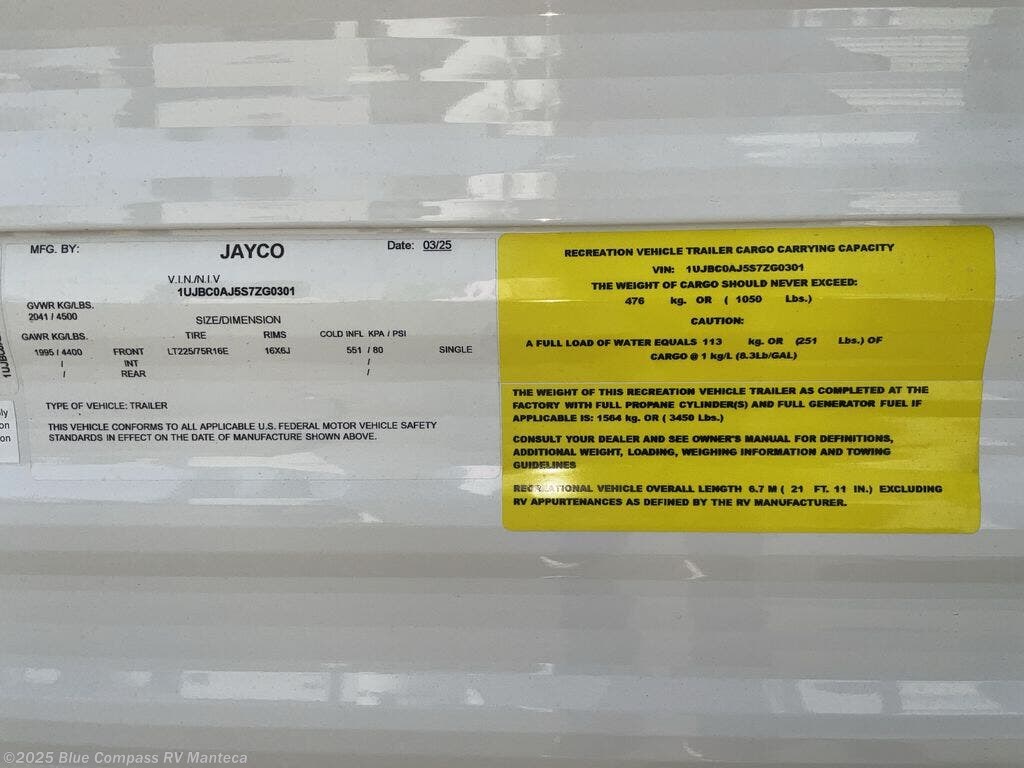 MFG. BY: JAYCO Date: 03/25
V.I.N./N.I.V
1UJBC0AJ5S7ZG0301
GVWR KG/LBS.
2041 / 4500
SIZE/DIMENSION
GAWR KG/LBS. TIRE RIMS COLD INFL KPA / PSI
1995 / 4400 FRONT LT225/75R16E 16X6J 551 / 80 SINGLE
/ INT /
/ REAR /
TYPE OF VEHICLE: TRAILER
THIS VEHICLE CONFORMS TO ALL APPLICABLE U.S. FEDERAL MOTOR VEHICLE SAFETY
STANDARDS IN EFFECT ON THE DATE OF MANUFACTURE SHOWN ABOVE.
RECREATION VEHICLE TRAILER CARGO CARRYING CAPACITY
VIN: 1UJBC0AJ5S7ZG0301
THE WEIGHT OF CARGO SHOULD NEVER EXCEED:
476 kg. OR ( 1050 Lbs.)
CAUTION:
A FULL LOAD OF WATER EQUALS 113 kg. OR (251 Lbs.) OF
CARGO @ 1 kg/L (8.3Lb/GAL)
THE WEIGHT OF THIS RECREATION VEHICLE TRAILER AS COMPLETED AT THE
FACTORY WITH FULL PROPANE CYLINDER(S) AND FULL GENERATOR FUEL IF
APPLICABLE IS: 1564 kg. OR ( 3450 Lbs.)
CONSULT YOUR DEALER AND SEE OWNER'S MANUAL FOR DEFINITIONS,
ADDITIONAL WEIGHT, LOADING, WEIGHING INFORMATION AND TOWING
GUIDELINES
RECREATIONAL VEHICLE OVERALL LENGTH 6.7 M ( 21 FT. 11 IN.) EXCLUDING
RV APPURTENANCES AS DEFINED BY THE RV MANUFACTURER.
ly
on
on
©2025 Blue Compass RV Manteca